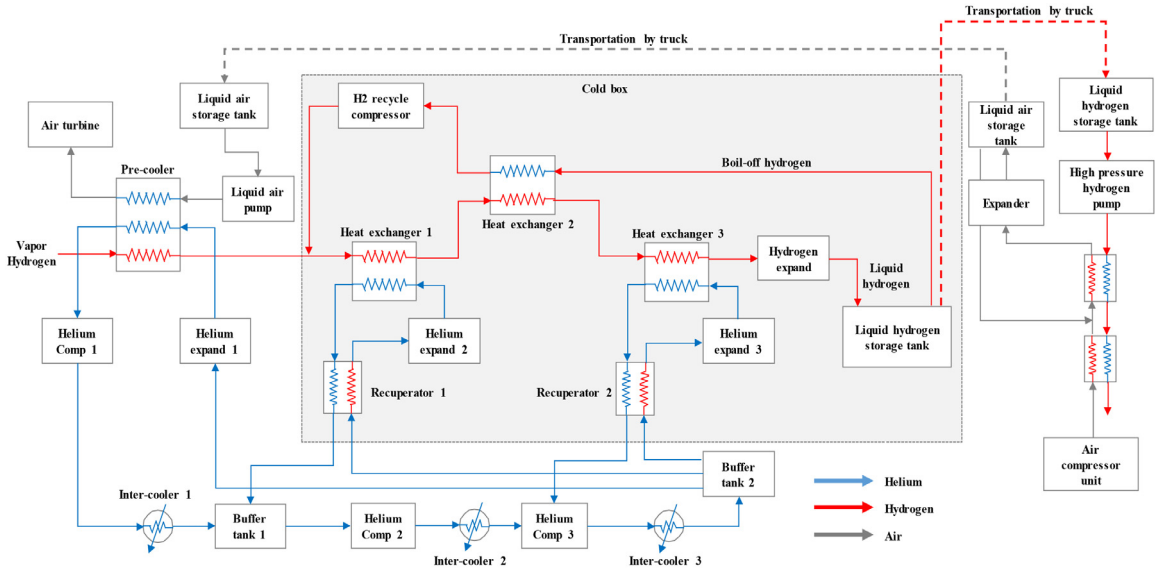 Transportation by truck
Transportation by truck
Cold box
Liquid air
storage tank
H2 recycle
compressor
Liquid air
storage
tank
Liquid
hydrogen
storage tank
Air turbine
Pre-cooler
Liquid air
pump
Boil-off hydrogen
High pressure
hydrogen
pump
Expander
Heat exchanger 2
Heat exchanger 1
Heat exchanger 3
Vapor
Hydrogen
Hydrogen
expand
Liquid
hydrogen
Helium
Comp 1
Helium
expand 1
Helium
expand 2
Helium
expand 3
Liquid hydrogen
storage tank
Recuperator 1
Recuperator 2
Air
compressor
unit
Buffer
tank 2
Inter-cooler 1
Buffer
tank 1
Helium
Comp 2
Inter-cooler 2
Helium
Comp 3
Inter-cooler 3
Helium
Hydrogen
Air